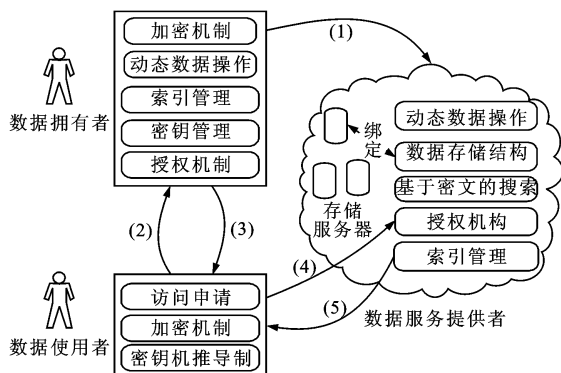 加密机制
动态数据操作
索引管理
密钥管理
授权机制
数据拥有者
(1)
(2)
(3)
(4)
(5)
绑定
存储
服务器
动态数据操作
数据存储结构
基于密文的搜索
授权机构
索引管理
数据服务提供者
访问申请
加密机制
密钥机推导制
数据使用者